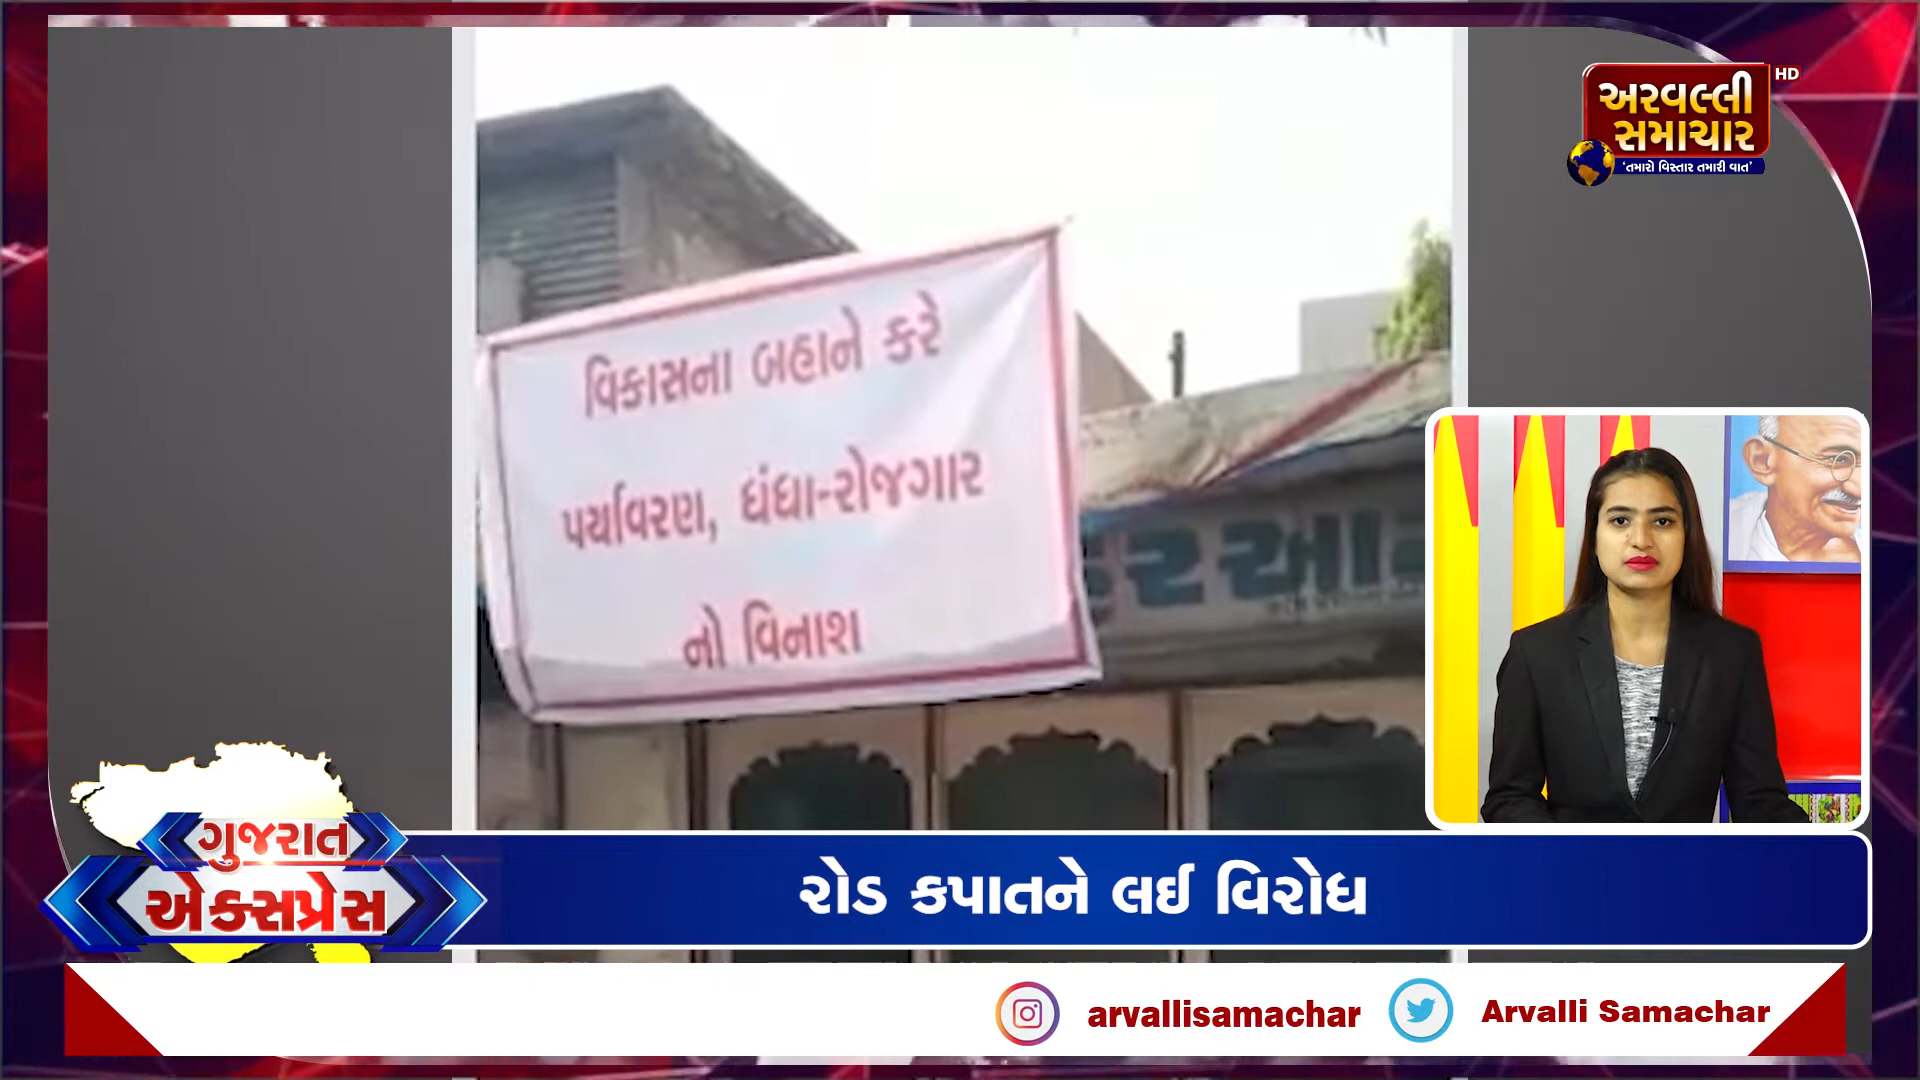 અરવલ્લી
HD
સમાચાર
'તમારો વિસ્તાર તમારી વાત'
વિકાસના બહાને કરે
પર્યાવરણ, ધંધા-રોજગાર
નો વિનાશ
ગુજરાત
એક્સપ્રેસ
રોડ કપાતને લઈ વિરોધ
arvallisamachar
Arvalli Samachar